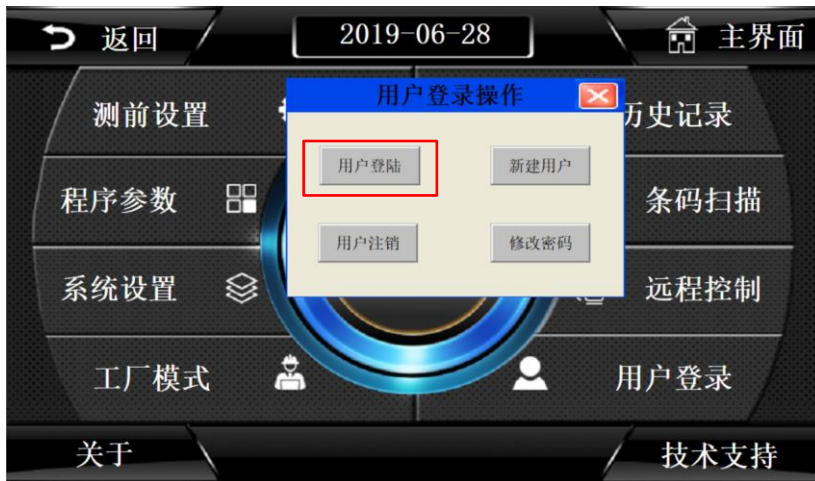 返回
2019-06-28
主界面
用户登录操作
测前设置
历史记录
用户登陆
新建用户
程序参数
条码扫描
用户注销
修改密码
系统设置
远程控制
工厂模式
用户登录
关于
技术支持